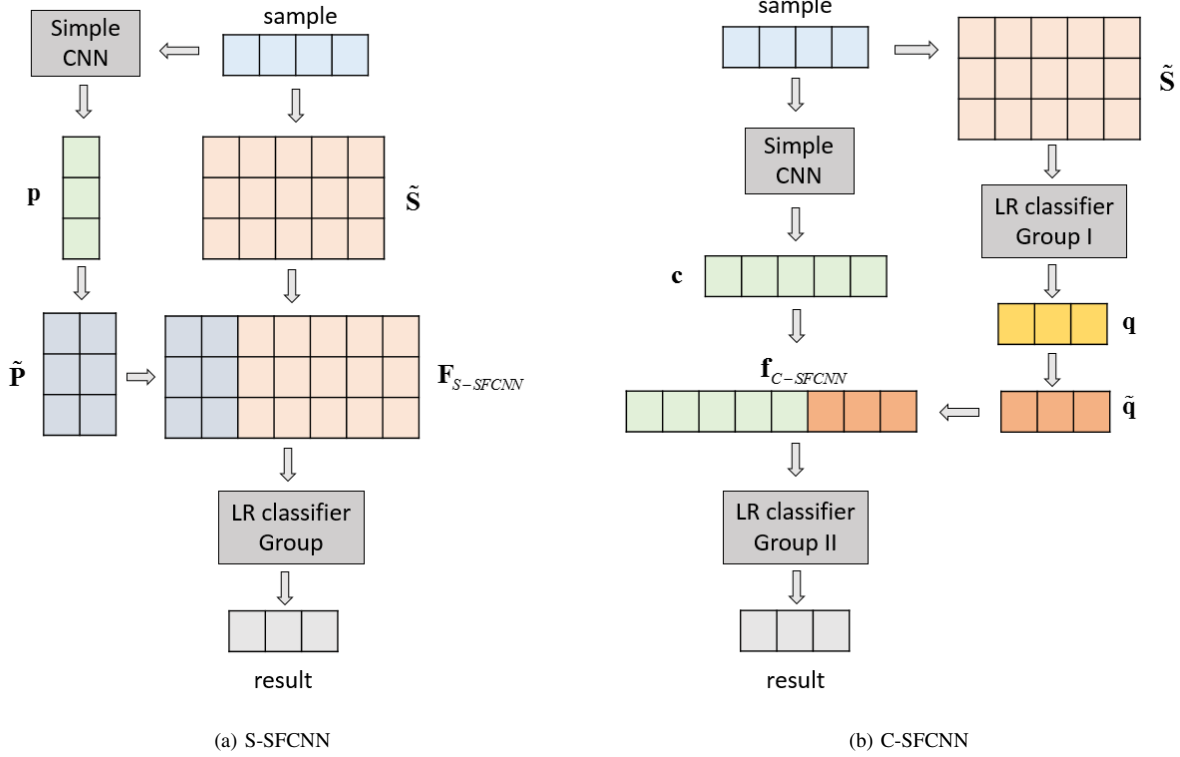 sample
Simple
CNN
p
S̃
P̃
F_{S-SFCNN}
LR classifier
Group
result
(a) S-SFCNN
sample
S̃
Simple
CNN
LR classifier
Group I
c
q
f_{C-SFCNN}
q̃
LR classifier
Group II
result
(b) C-SFCNN